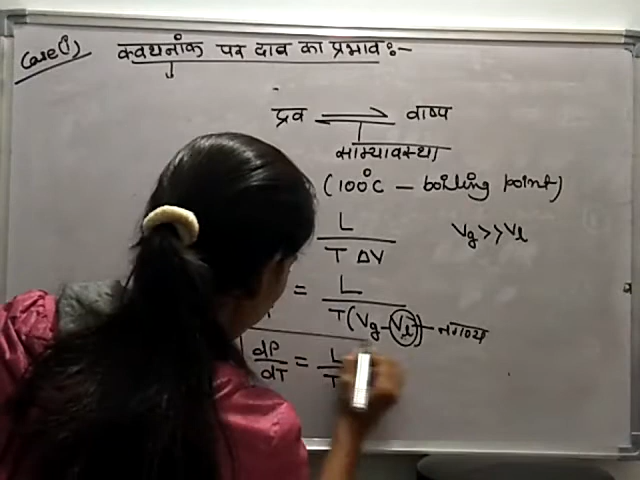 Case (i) क्वथनांक पर दाब का प्रभाव :-
द्रव ⇌ वाष्प
साम्यावस्था
(100°C – boiling point)
L / T ΔV Vg >> Vl
= L / T(Vg – Vl) – नगण्य
dP/dT = L / T